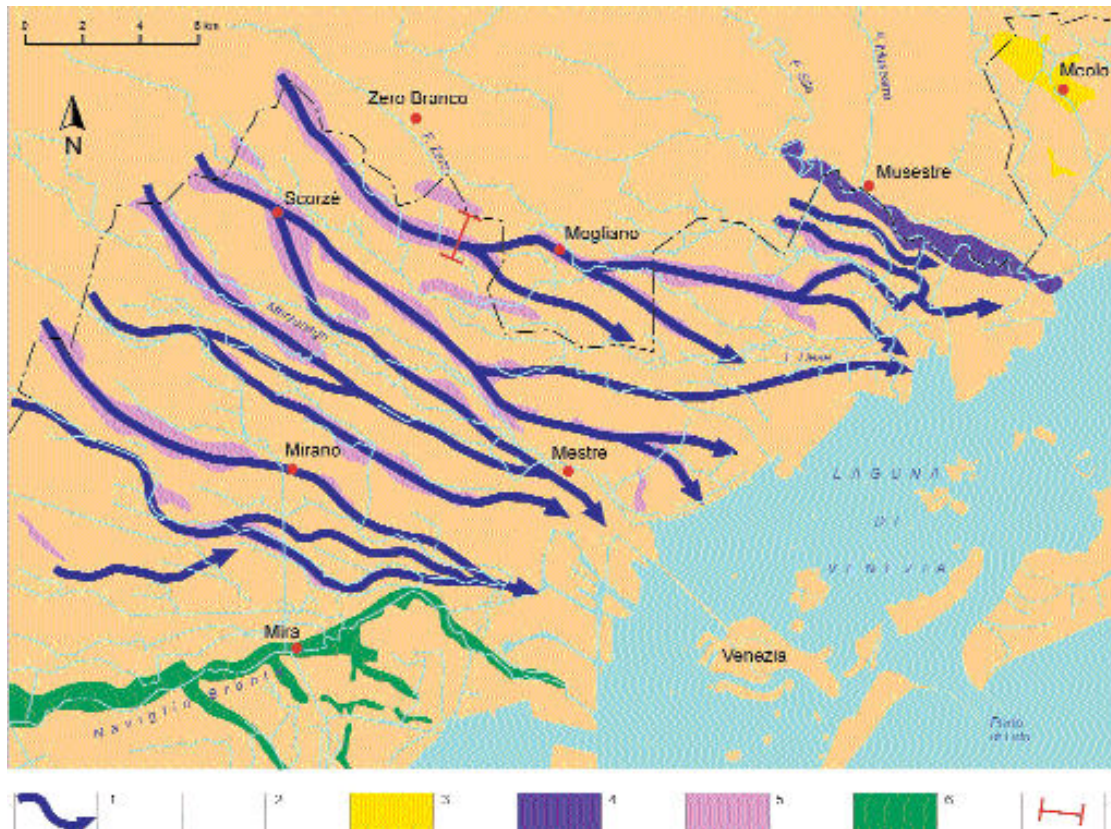 0 2 4 6 km
N
Zero Branco
Meolo
Musestre
Scorzè
Mogliano
Mirano
Mestre
LAGUNA
DI
VENEZIA
Mira
Venezia
Naviglio Brent
1
2
3
4
5
6